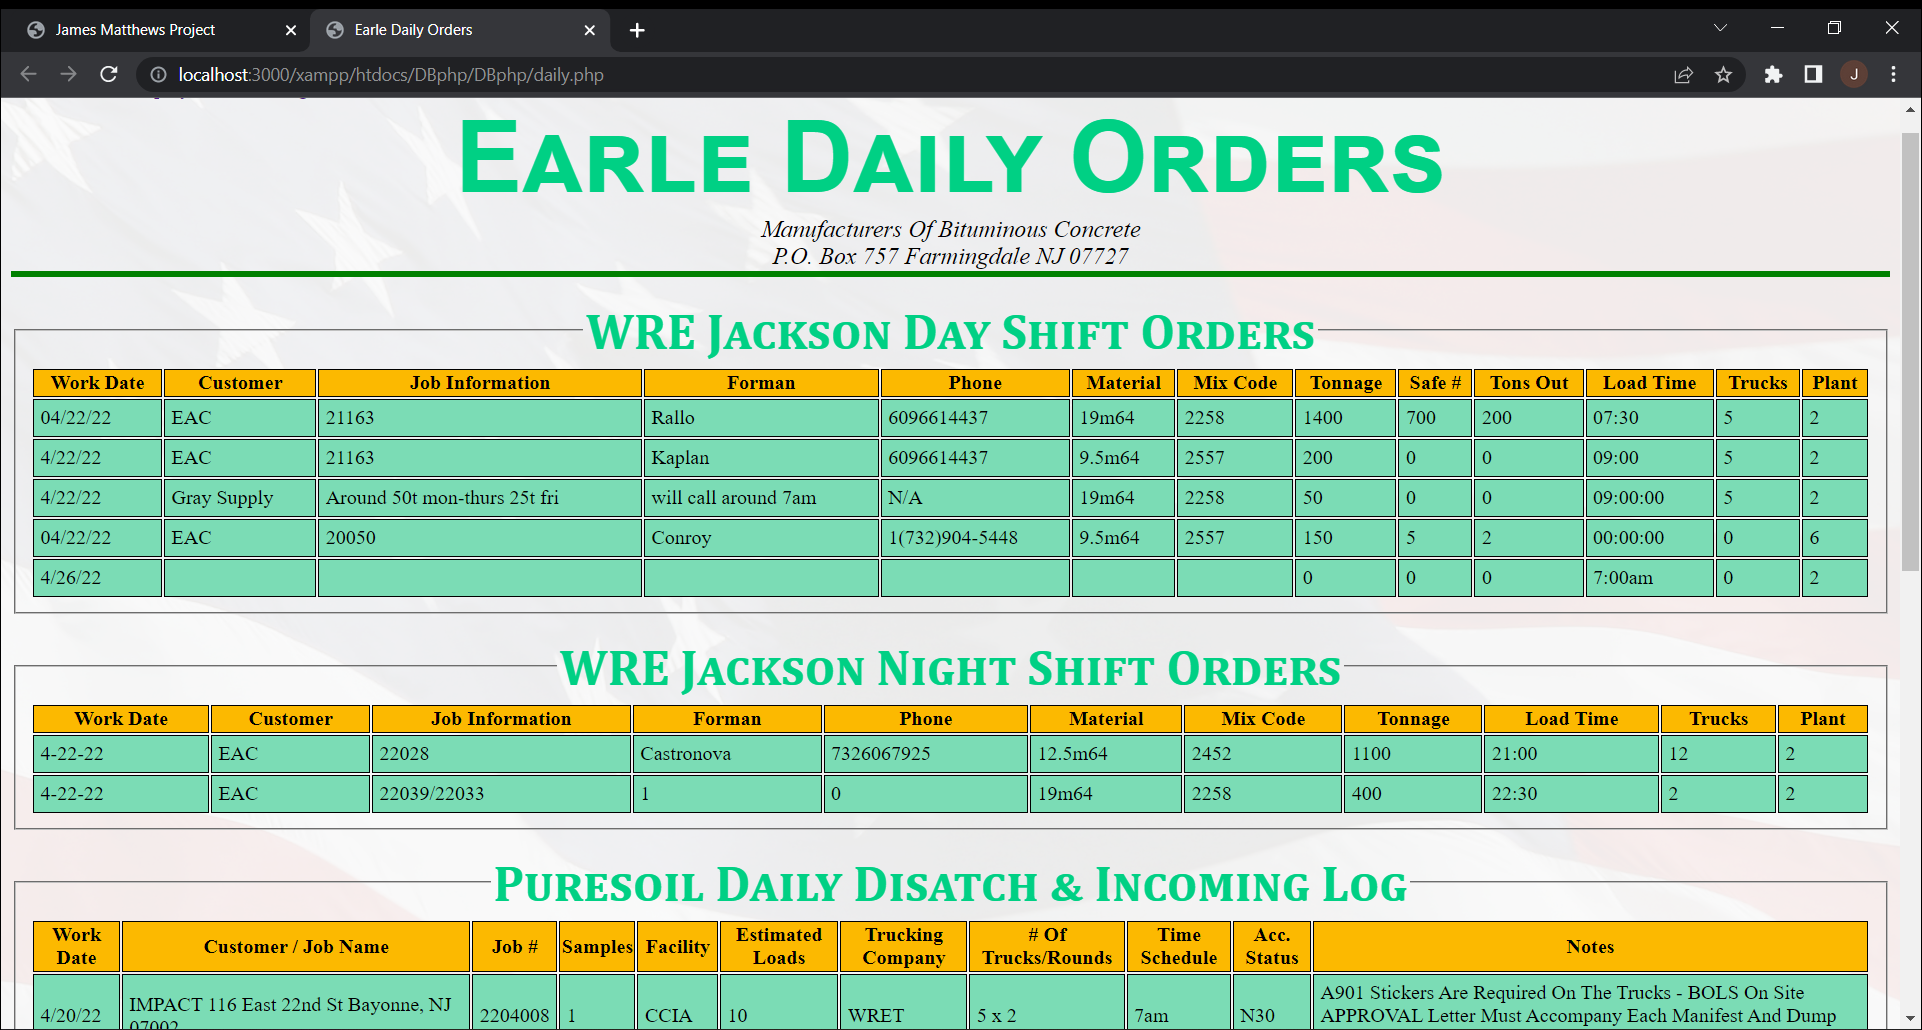 James Matthews Project
Earle Daily Orders
localhost:3000/xampp/htdocs/DBphp/DBphp/daily.php
J
EARLE DAILY ORDERS
Manufacturers Of Bituminous Concrete
P.O. Box 757 Farmingdale NJ 07727
WRE JACKSON DAY SHIFT ORDERS
Work Date Customer Job Information Forman Phone Material Mix Code Tonnage Safe # Tons Out Load Time Trucks Plant
04/22/22 EAC 21163 Rallo 6096614437 19m64 2258 1400 700 200 07:30 5 2
4/22/22 EAC 21163 Kaplan 6096614437 9.5m64 2557 200 0 0 09:00 5 2
4/22/22 Gray Supply Around 50t mon-thurs 25t fri will call around 7am N/A 19m64 2258 50 0 0 09:00:00 5 2
04/22/22 EAC 20050 Conroy 1(732)904-5448 9.5m64 2557 150 5 2 00:00:00 0 6
4/26/22 0 0 0 7:00am 0 2
WRE JACKSON NIGHT SHIFT ORDERS
Work Date Customer Job Information Forman Phone Material Mix Code Tonnage Load Time Trucks Plant
4-22-22 EAC 22028 Castronova 7326067925 12.5m64 2452 1100 21:00 12 2
4-22-22 EAC 22039/22033 1 0 19m64 2258 400 22:30 2 2
PURESOIL DAILY DISATCH & INCOMING LOG
Work Date Customer / Job Name Job # Samples Facility Estimated Loads Trucking Company # Of Trucks/Rounds Time Schedule Acc. Status Notes
4/20/22 IMPACT 116 East 22nd St Bayonne, NJ 07002 2204008 1 CCIA 10 WRET 5 x 2 7am N30 A901 Stickers Are Required On The Trucks - BOLS On Site
APPROVAL Letter Must Accompany Each Manifest And Dump